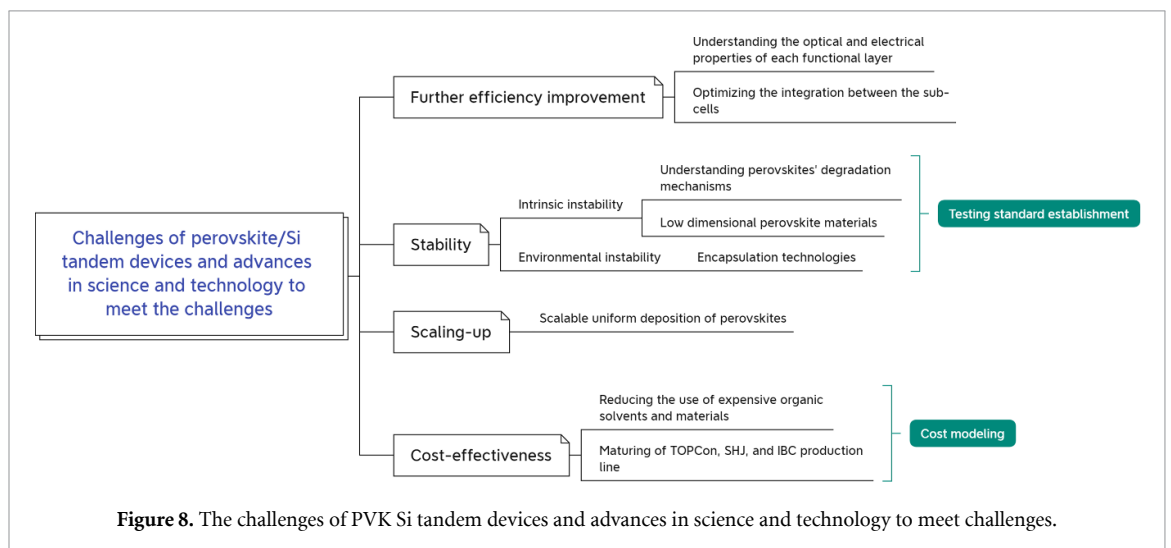 Challenges of perovskite/Si
tandem devices and advances
in science and technology to
meet the challenges
Further efficiency improvement
Understanding the optical and electrical
properties of each functional layer
Optimizing the integration between the sub-
cells
Stability
Intrinsic instability
Understanding perovskites' degradation
mechanisms
Low dimensional perovskite materials
Environmental instability
Encapsulation technologies
Testing standard establishment
Scaling-up
Scalable uniform deposition of perovskites
Cost-effectiveness
Reducing the use of expensive organic
solvents and materials
Maturing of TOPCon, SHJ, and IBC production
line
Cost modeling
Figure 8. The challenges of PVK Si tandem devices and advances in science and technology to meet challenges.